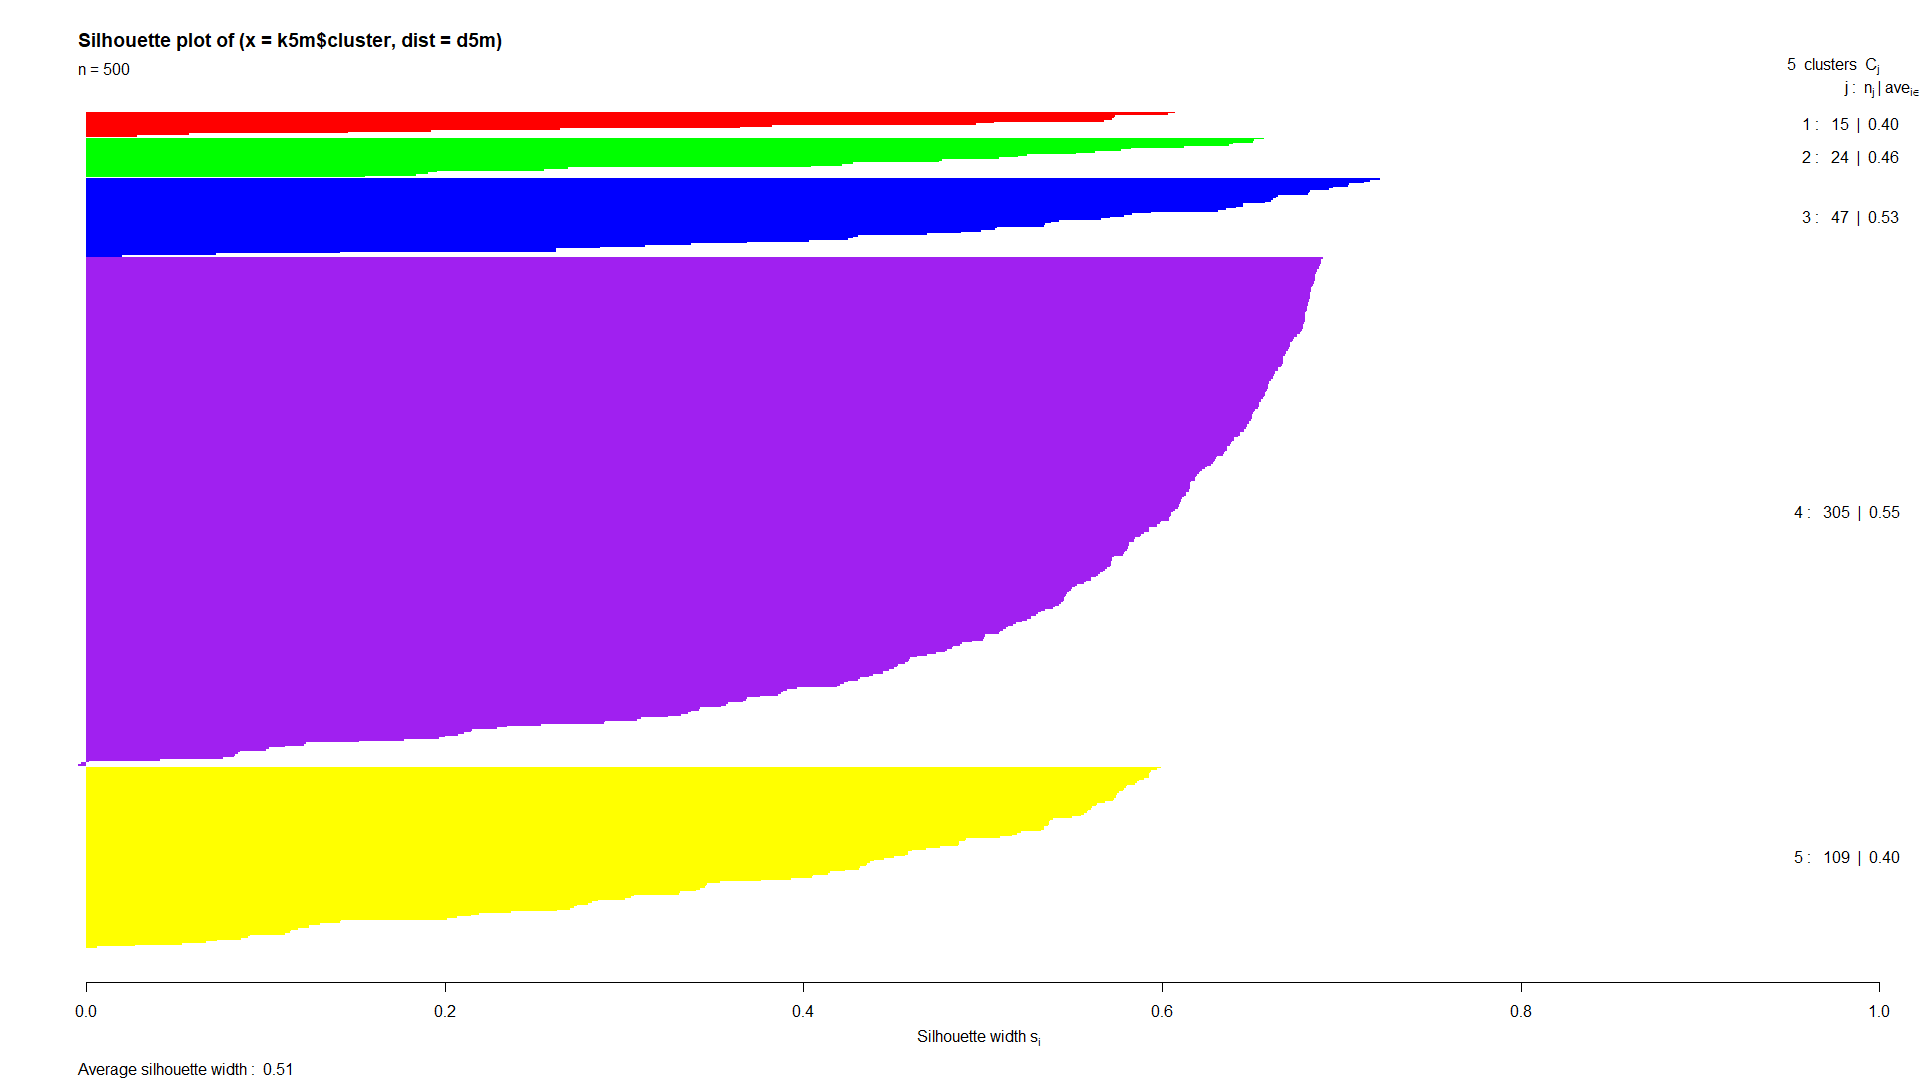 Silhouette plot of (x = k5m$cluster, dist = d5m)
n = 500
5 clusters Cj
j : nj | avei∈
1 : 15 | 0.40
2 : 24 | 0.46
3 : 47 | 0.53
4 : 305 | 0.55
5 : 109 | 0.40
0.0 0.2 0.4 0.6 0.8 1.0
Silhouette width si
Average silhouette width : 0.51